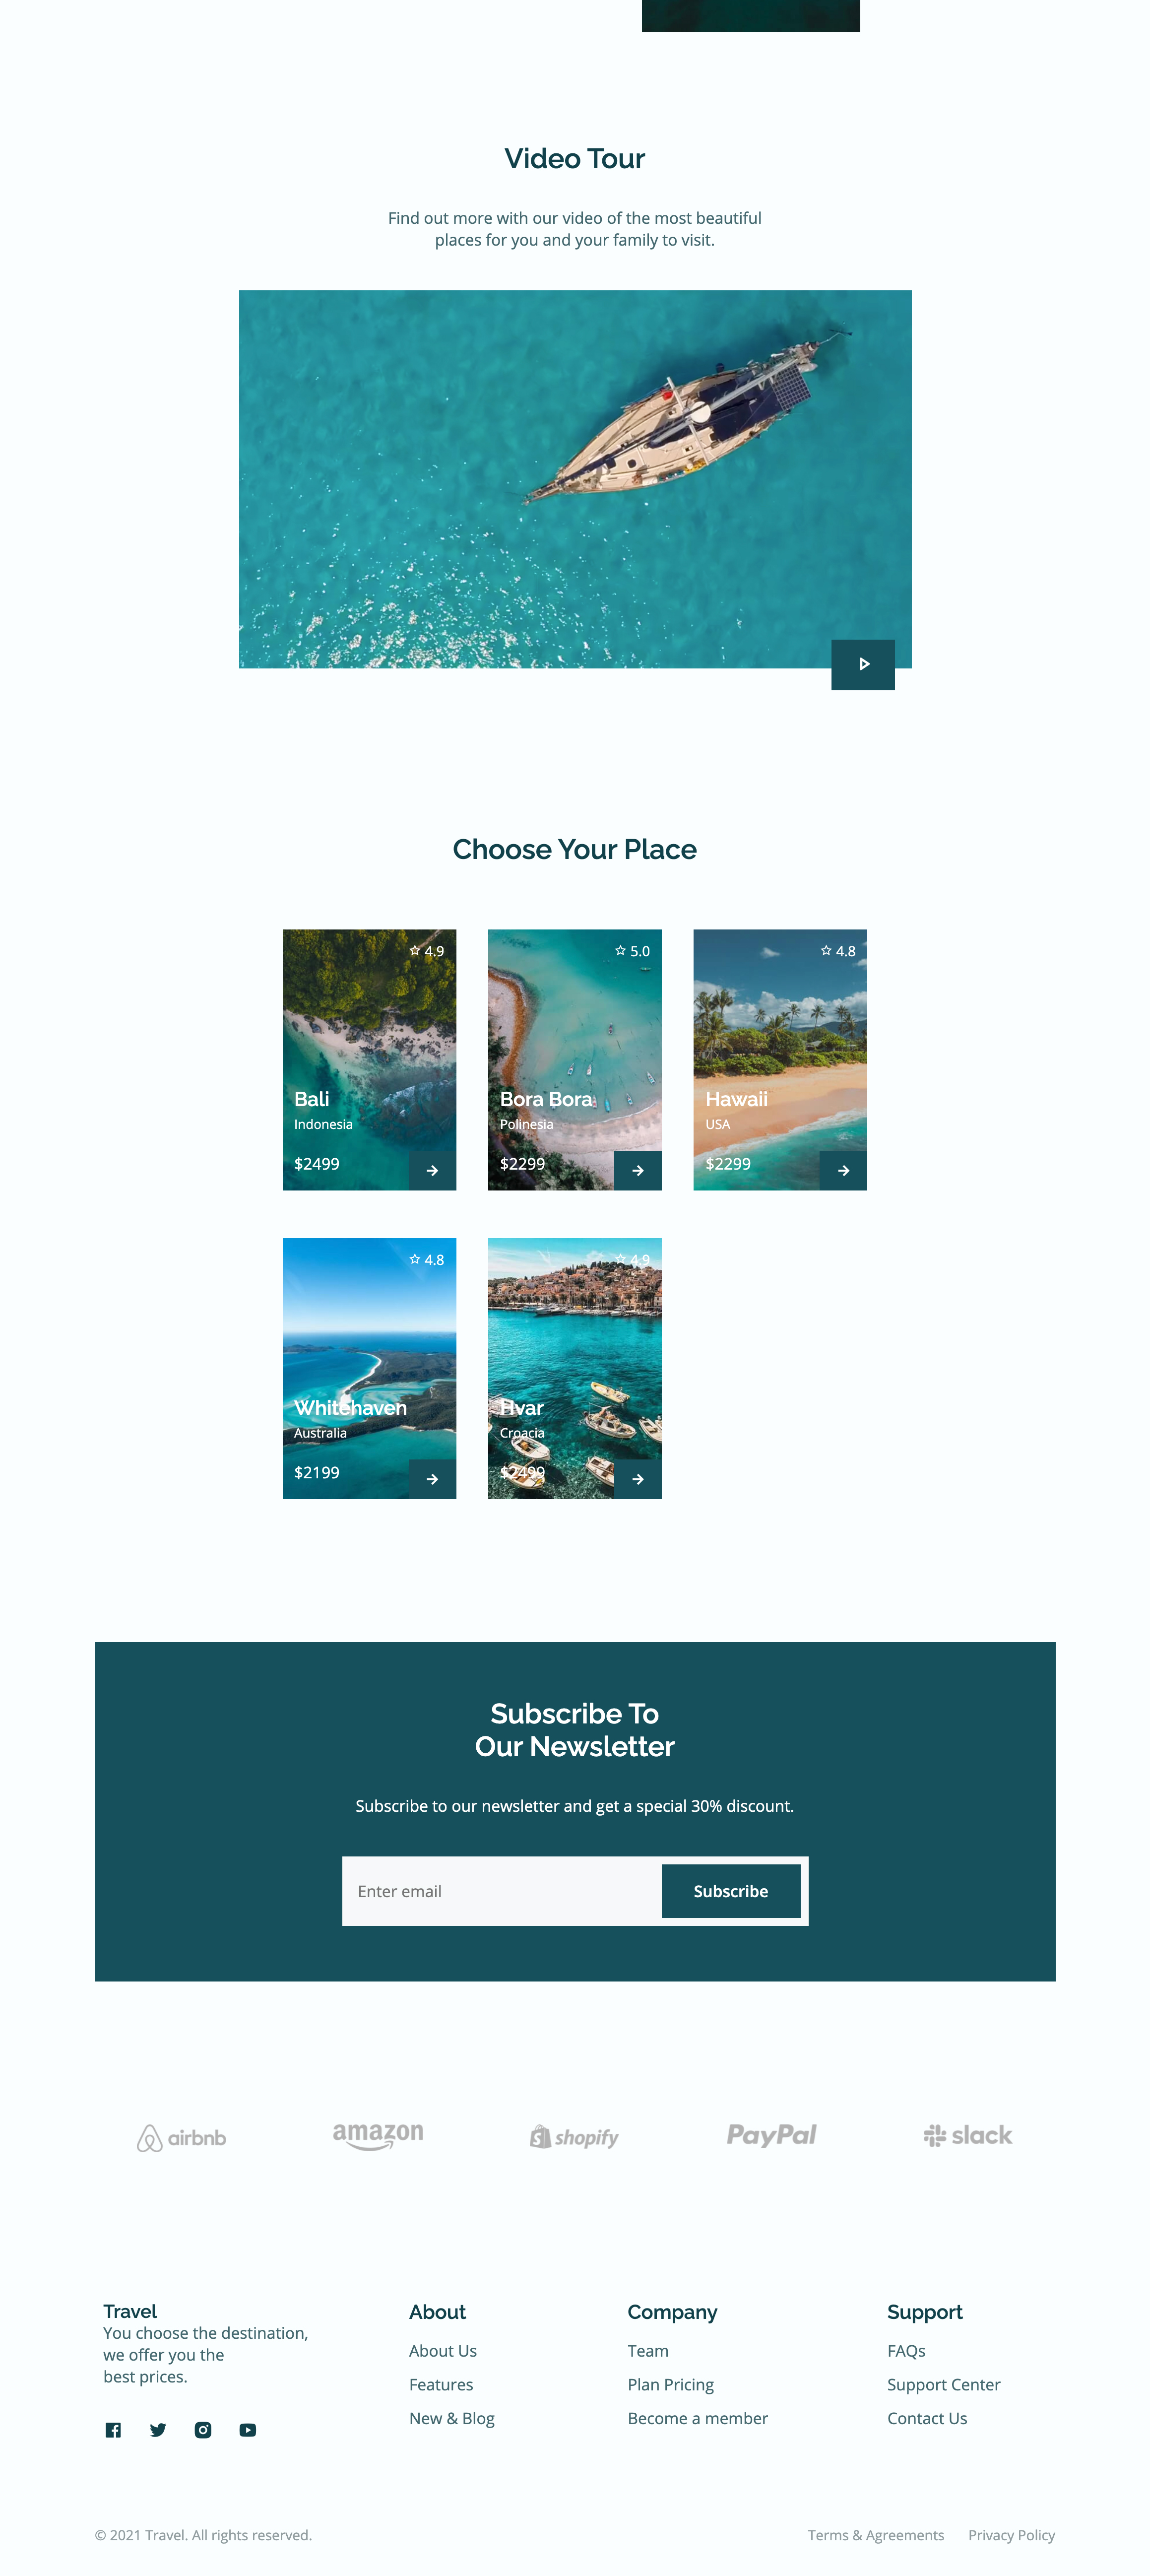 Video Tour
Find out more with our video of the most beautiful
places for you and your family to visit.
Choose Your Place
4.9
Bali
Indonesia
$2499
5.0
Bora Bora
Polinesia
$2299
4.8
Hawaii
USA
$2299
4.8
Whitehaven
Australia
$2199
4.9
Hvar
Croacia
$2499
Subscribe To
Our Newsletter
Subscribe to our newsletter and get a special 30% discount.
Enter email
Subscribe
airbnb
amazon
shopify
PayPal
slack
Travel
You choose the destination,
we offer you the
best prices.
About
About Us
Features
New & Blog
Company
Team
Plan Pricing
Become a member
Support
FAQs
Support Center
Contact Us
© 2021 Travel. All rights reserved.
Terms & Agreements
Privacy Policy